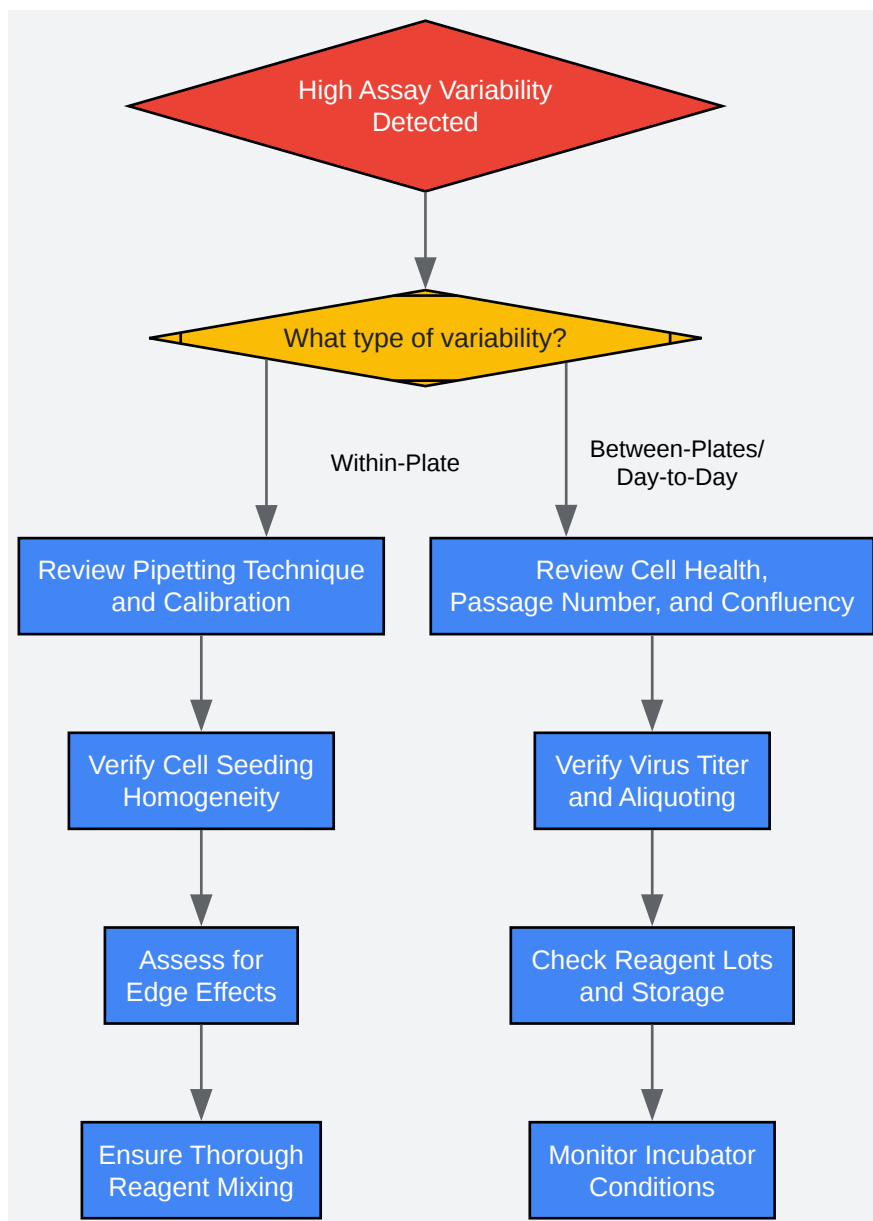 High Assay Variability
Detected
What type of variability?
Within-Plate
Between-Plates/
Day-to-Day
Review Pipetting Technique
and Calibration
Review Cell Health,
Passage Number, and Confluency
Verify Cell Seeding
Homogeneity
Verify Virus Titer
and Aliquoting
Assess for
Edge Effects
Check Reagent Lots
and Storage
Ensure Thorough
Reagent Mixing
Monitor Incubator
Conditions